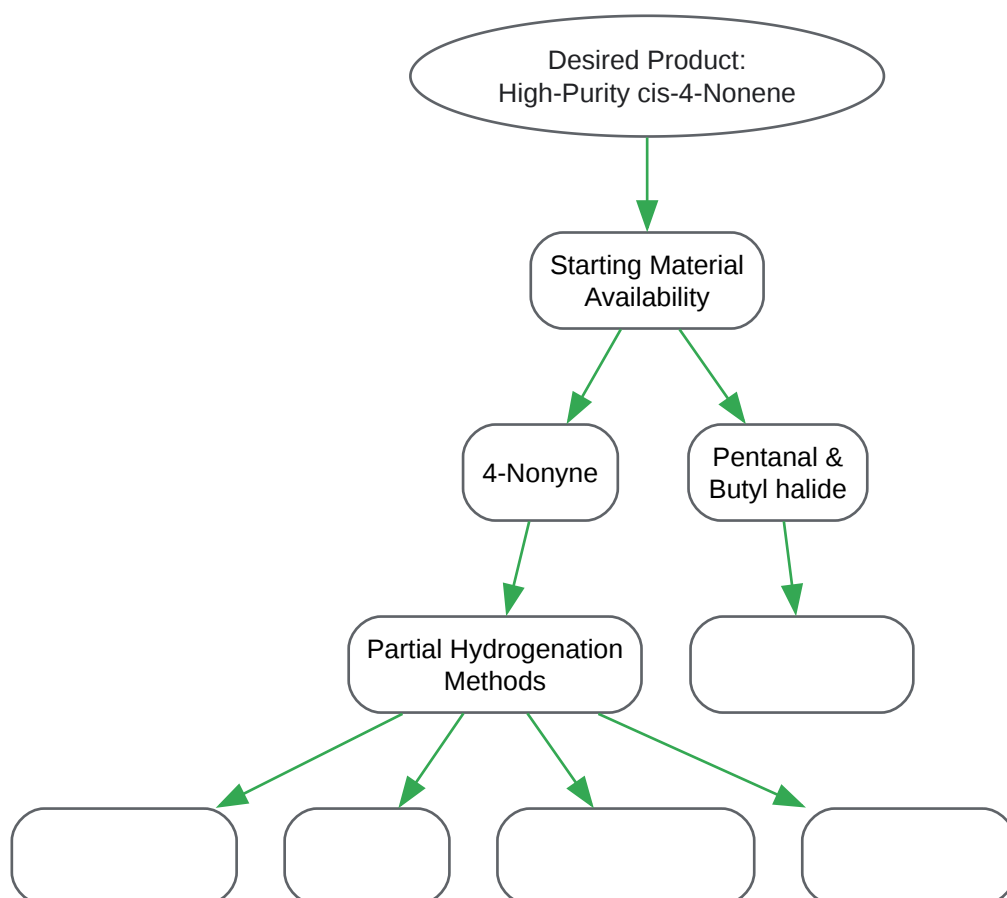 Desired Product:
High-Purity cis-4-Nonene
Starting Material
Availability
4-Nonyne
Pentanal &
Butyl halide
Partial Hydrogenation
Methods